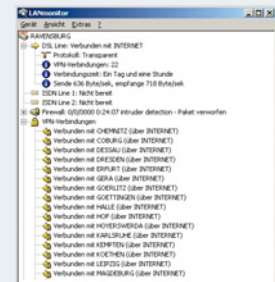 LANmonitor
Gerät Ansicht Extras ?
RAVENSBURG
DSL Line: Verbunden mit INTERNET
Protokoll: Transparent
VPN-Verbindungen: 22
Verbindungszeit: Ein Tag und eine Stunde
Sende 636 Byte/sek, empfange 718 Byte/sek
ISDN Line 1: Nicht bereit
ISDN Line 2: Nicht bereit
Firewall: 0/0/0000 0:24:07 intruder detection - Paket verworfen
VPN-Verbindungen
Verbunden mit CHEMNITZ (über INTERNET)
Verbunden mit COBURG (über INTERNET)
Verbunden mit DESSAU (über INTERNET)
Verbunden mit DRESDEN (über INTERNET)
Verbunden mit ERFURT (über INTERNET)
Verbunden mit GERA (über INTERNET)
Verbunden mit GOERLITZ (über INTERNET)
Verbunden mit GOETTINGEN (über INTERNET)
Verbunden mit HALLE (über INTERNET)
Verbunden mit HOF (über INTERNET)
Verbunden mit HOYERSWERDA (über INTERNET)
Verbunden mit KARLSRUHE (über INTERNET)
Verbunden mit KEMPTEN (über INTERNET)
Verbunden mit KOETHEN (über INTERNET)
Verbunden mit LEIPZIG (über INTERNET)
Verbunden mit MAGDEBURG (über INTERNET)